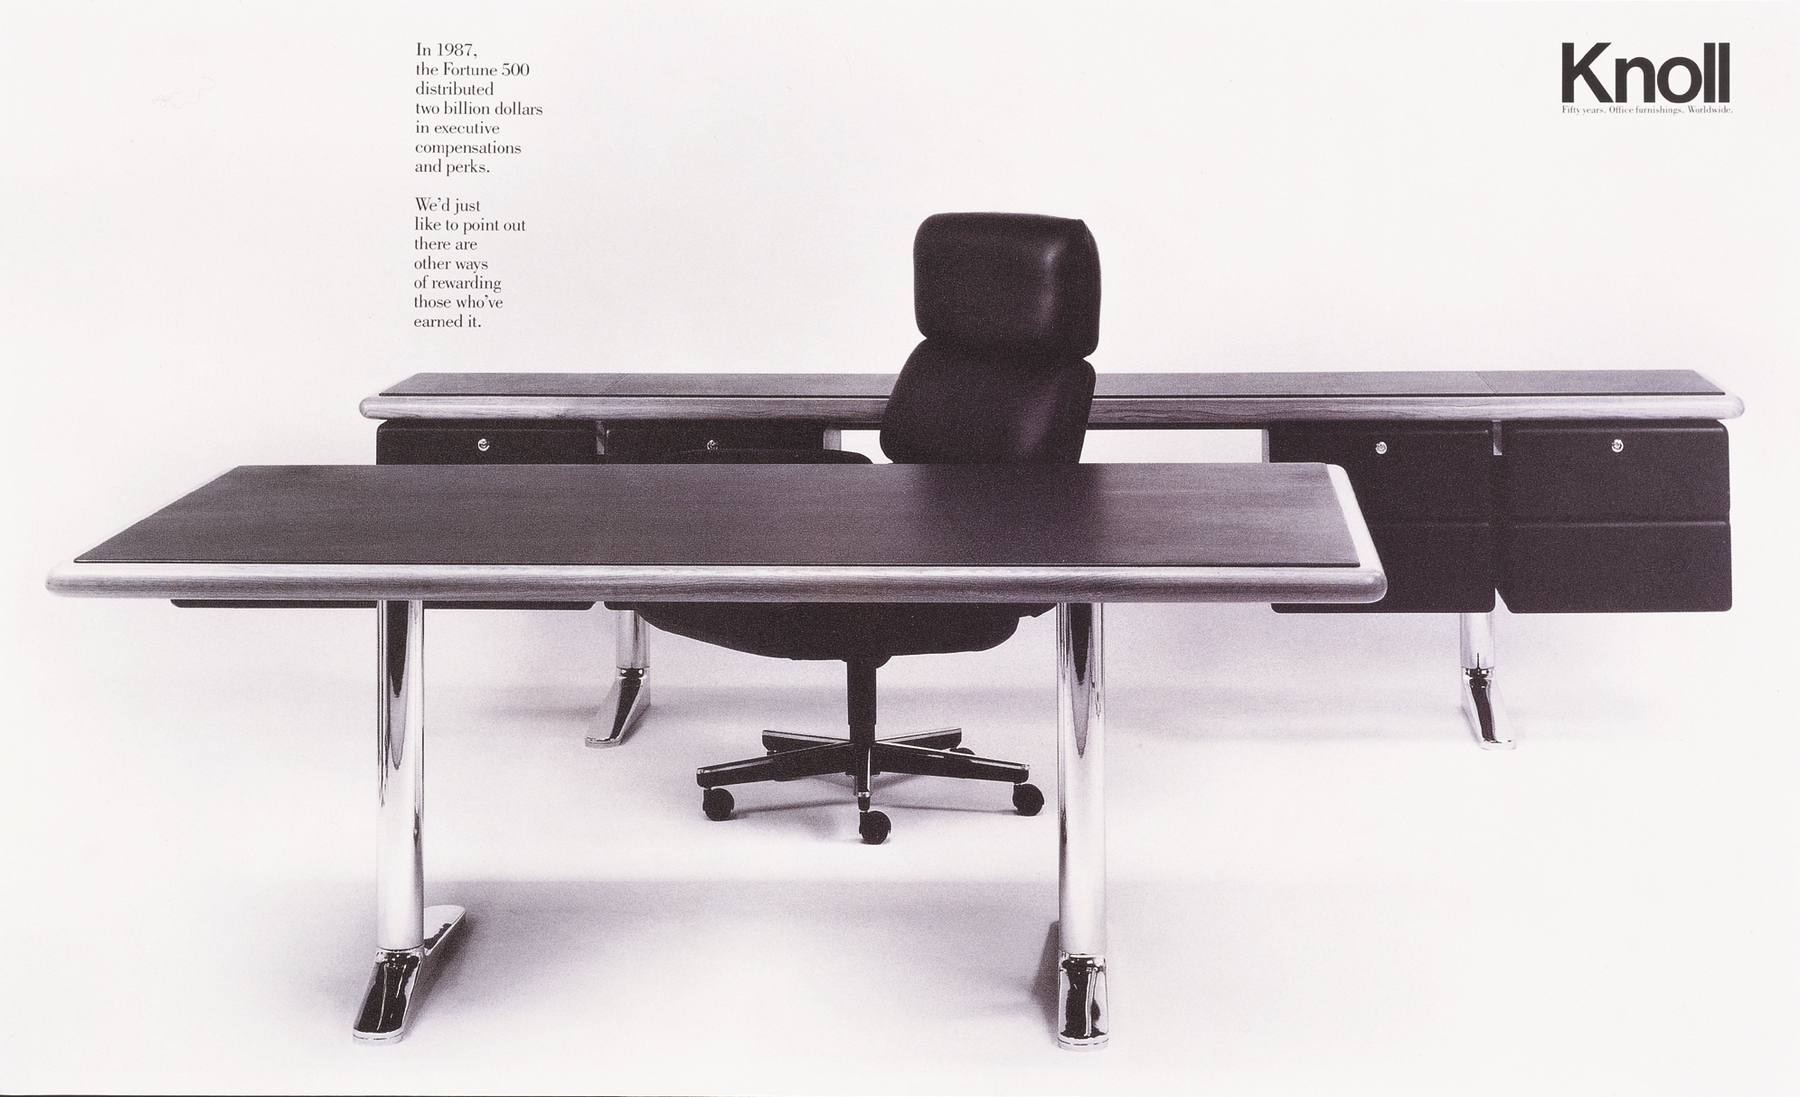 In 1987,
the Fortune 500
distributed
two billion dollars
in executive
compensations
and perks.
We'd just
like to point out
there are
other ways
of rewarding
those who've
earned it.
Knoll
Fifty years. Office furnishings. Worldwide.